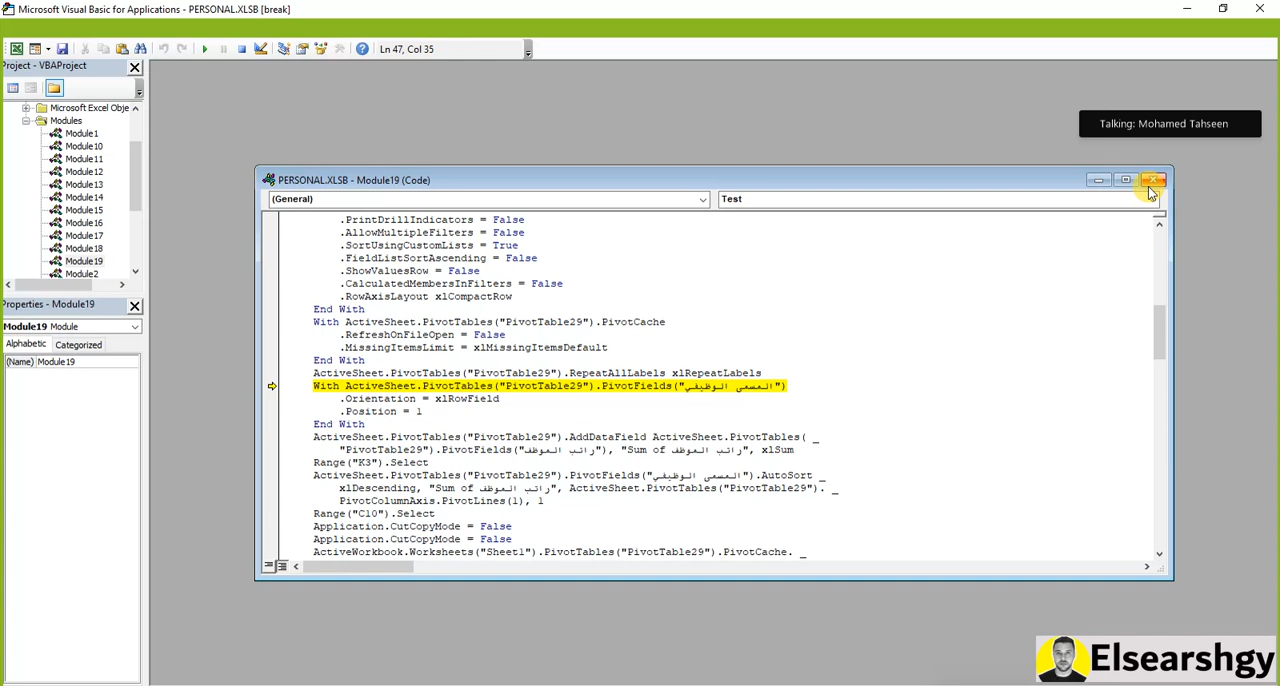 Microsoft Visual Basic for Applications - PERSONAL.XLSB [break]
Ln 47, Col 35
Project - VBAProject
Talking: Mohamed Tahseen
Microsoft Excel Obje
Modules
Module1
Module10
Module11
Module12
Module13
Module14
Module15
Module16
Module17
Module18
Module19
Module2
Properties - Module19
Module19 Module
Alphabetic Categorized
(Name) Module19
PERSONAL.XLSB - Module19 (Code)
(General) Test
.PrintDrillIndicators = False
.AllowMultipleFilters = False
.SortUsingCustomLists = True
.FieldListSortAscending = False
.ShowValuesRow = False
.CalculatedMembersInFilters = False
.RowAxisLayout xlCompactRow
End With
With ActiveSheet.PivotTables("PivotTable29").PivotCache
.RefreshOnFileOpen = False
.MissingItemsLimit = xlMissingItemsDefault
End With
ActiveSheet.PivotTables("PivotTable29").RepeatAllLabels xlRepeatLabels
With ActiveSheet.PivotTables("PivotTable29").PivotFields("المسمى الوظيفي")
.Orientation = xlRowField
.Position = 1
End With
ActiveSheet.PivotTables("PivotTable29").AddDataField ActiveSheet.PivotTables( _
"PivotTable29").PivotFields("راتب الموظف"), "Sum of راتب الموظف", xlSum
Range("K3").Select
ActiveSheet.PivotTables("PivotTable29").PivotFields("المسمى الوظيفي").AutoSort _
xlDescending, "Sum of راتب الموظف", ActiveSheet.PivotTables("PivotTable29"). _
PivotColumnAxis.PivotLines(1), 1
Range("C10").Select
Application.CutCopyMode = False
Application.CutCopyMode = False
ActiveWorkbook.Worksheets("Sheet1").PivotTables("PivotTable29").PivotCache. _
Elsearshgy